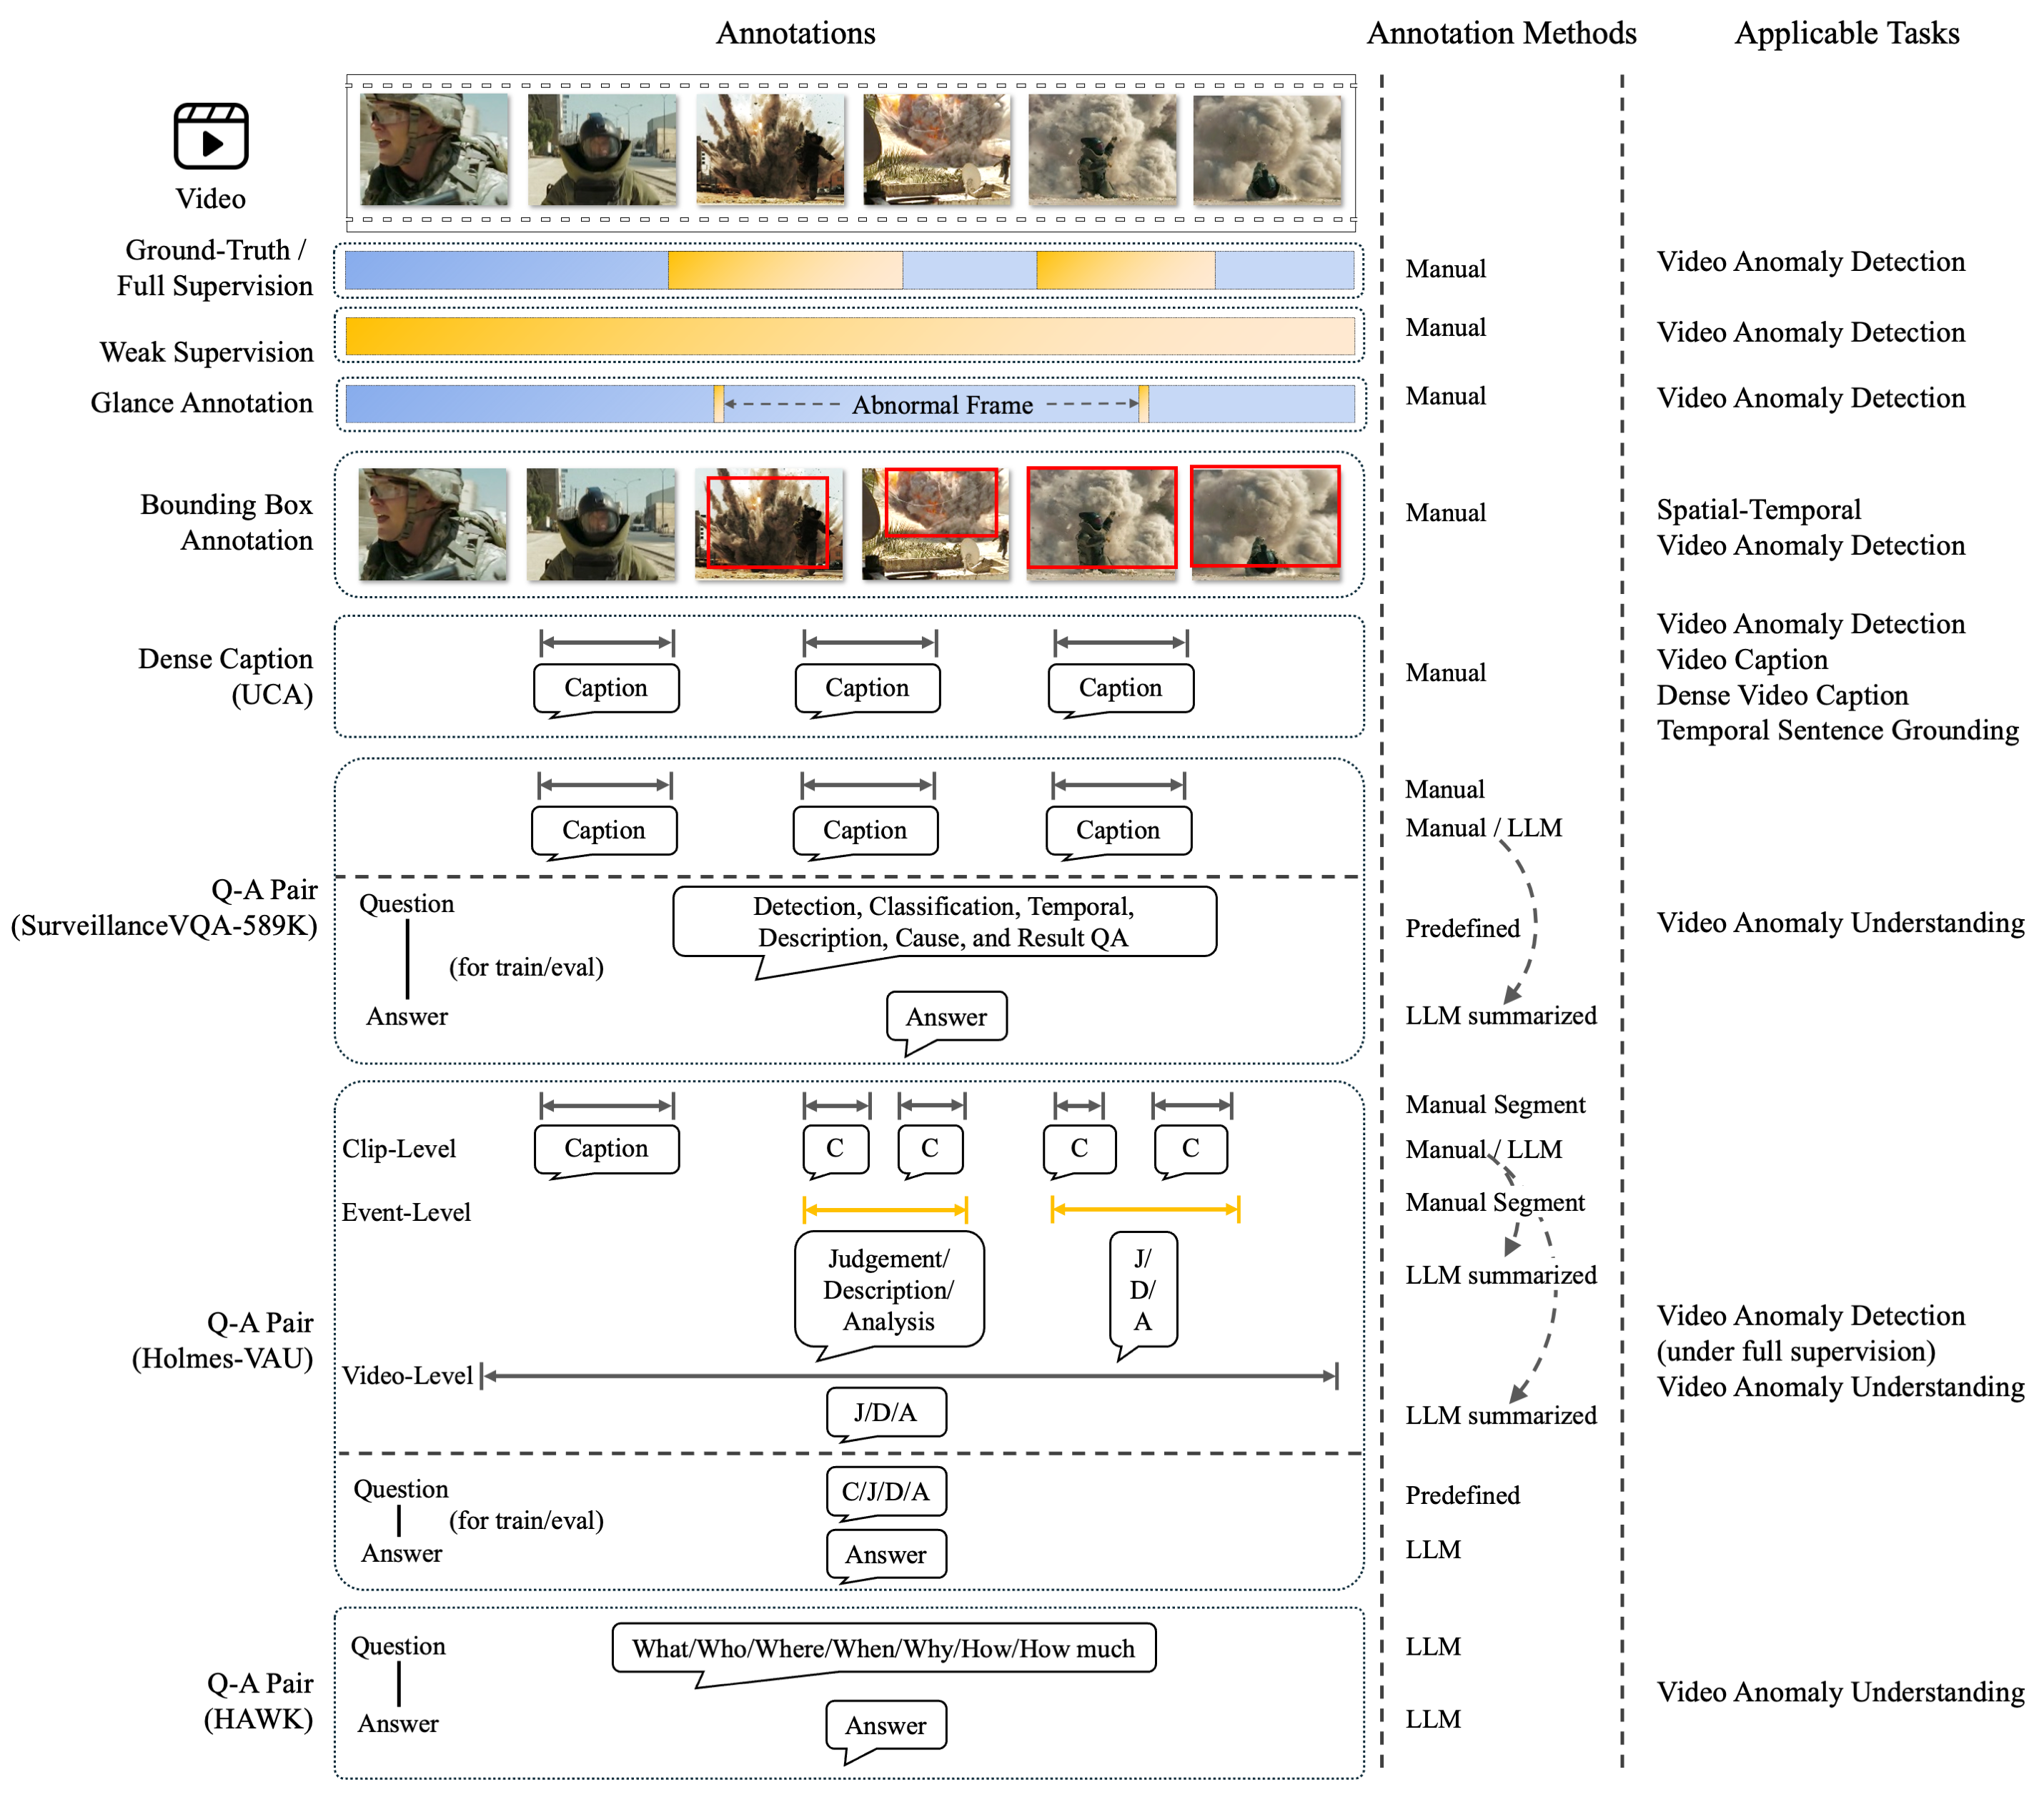 Annotations
Annotation Methods
Applicable Tasks
Video
Ground-Truth /
Full Supervision
Manual
Video Anomaly Detection
Weak Supervision
Manual
Video Anomaly Detection
Glance Annotation
Abnormal Frame
Manual
Video Anomaly Detection
Bounding Box
Annotation
Manual
Spatial-Temporal
Video Anomaly Detection
Dense Caption
(UCA)
Caption
Caption
Caption
Manual
Video Anomaly Detection
Video Caption
Dense Video Caption
Temporal Sentence Grounding
Q-A Pair
(SurveillanceVQA-589K)
Caption
Caption
Caption
Question
(for train/eval)
Answer
Detection, Classification, Temporal,
Description, Cause, and Result QA
Answer
Manual
Manual / LLM
Predefined
LLM summarized
Video Anomaly Understanding
Q-A Pair
(Holmes-VAU)
Clip-Level
Caption
C
C
C
C
Event-Level
Judgement/
Description/
Analysis
J/
D/
A
Video-Level
J/D/A
Question
(for train/eval)
Answer
C/J/D/A
Answer
Manual Segment
Manual / LLM
Manual Segment
LLM summarized
LLM summarized
Predefined
LLM
Video Anomaly Detection
(under full supervision)
Video Anomaly Understanding
Q-A Pair
(HAWK)
Question
Answer
What/Who/Where/When/Why/How/How much
Answer
LLM
LLM
Video Anomaly Understanding